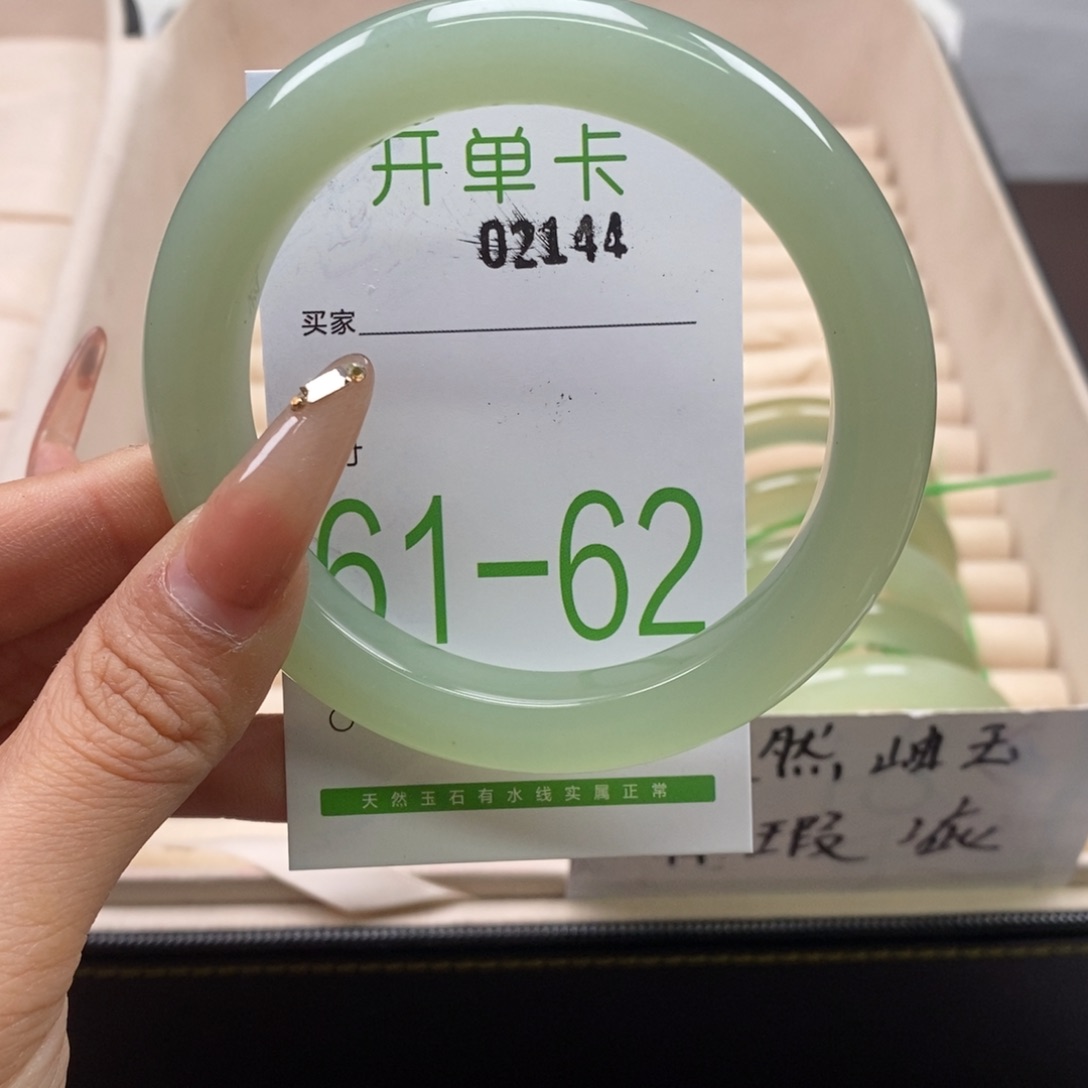 开单卡
02144
买家
寸
61-62
天然玉石有水线实属正常
然,岫玉
瑕疵